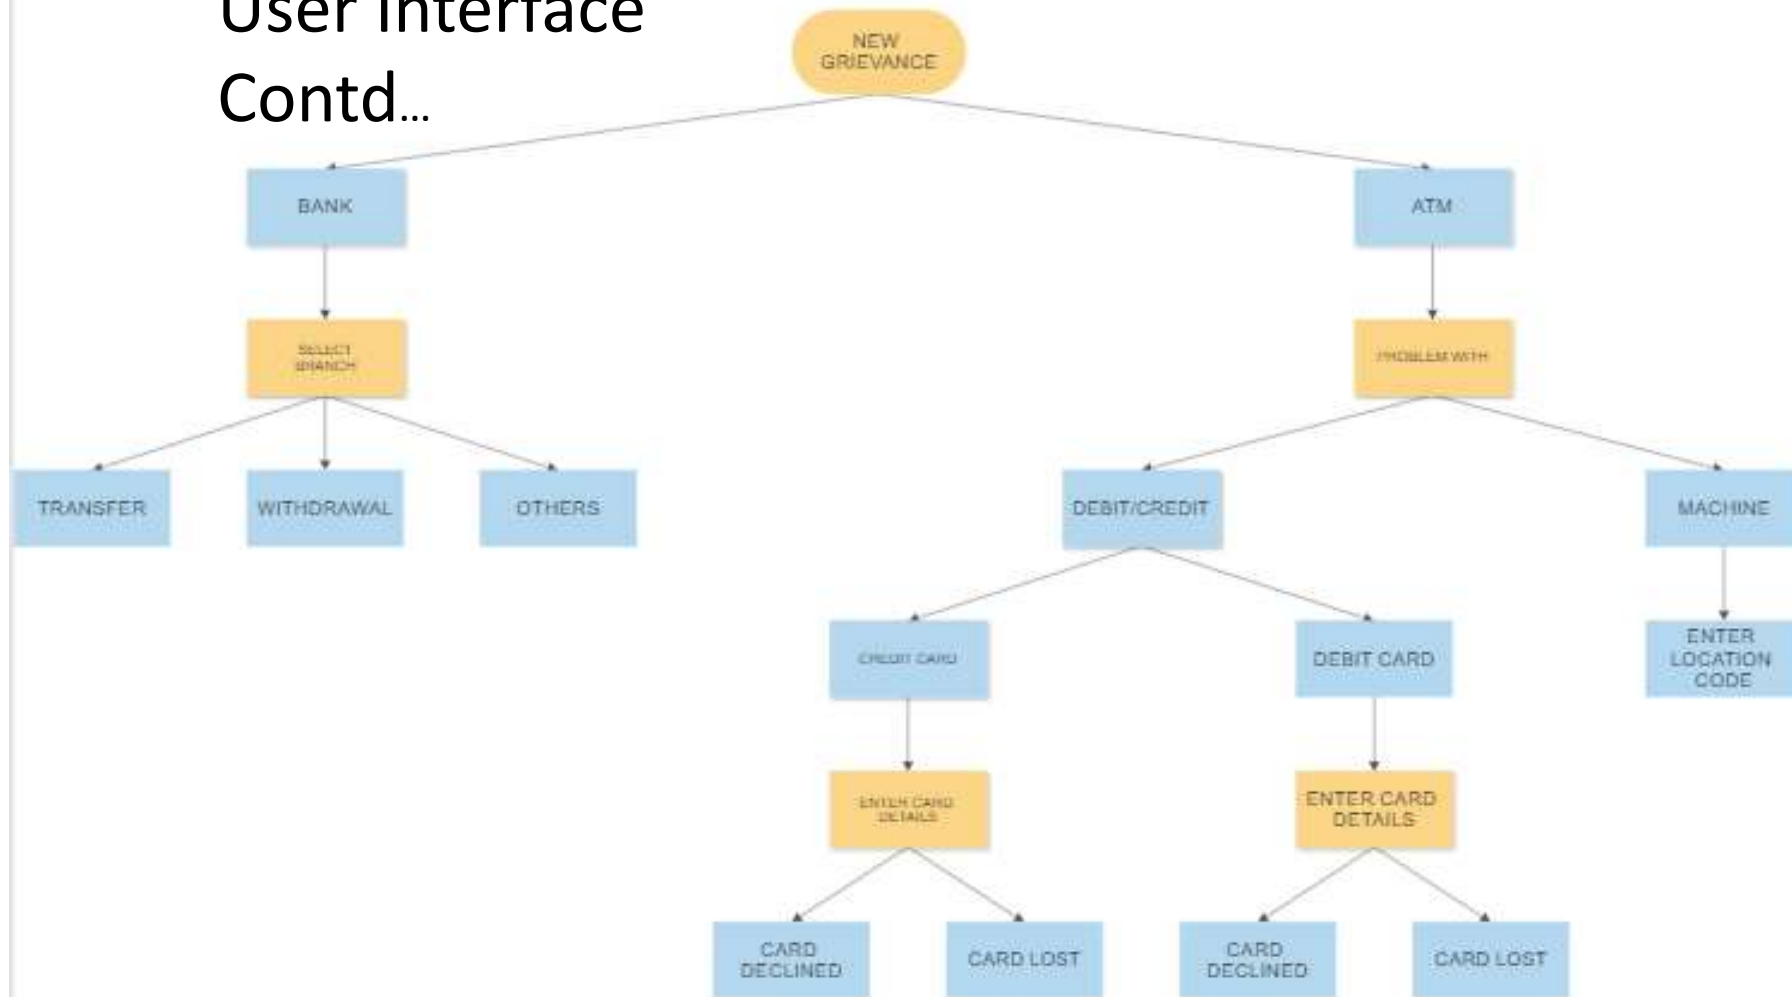 User Interface
Contd...
NEW
GRIEVANCE
BANK
ATM
SELECT
BRANCH
PROBLEM WITH
TRANSFER
WITHDRAWAL
OTHERS
DEBIT/CREDIT
MACHINE
CREDIT CARD
DEBIT CARD
ENTER
LOCATION
CODE
ENTER CARD
DETAILS
ENTER CARD
DETAILS
CARD
DECLINED
CARD LOST
CARD
DECLINED
CARD LOST